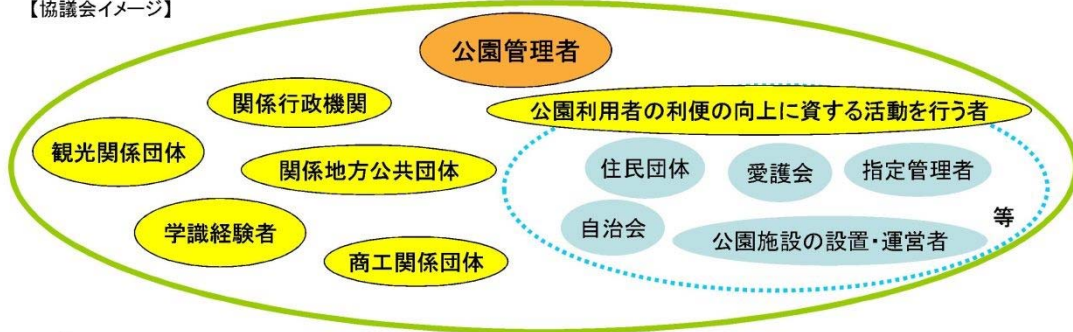 【協議会イメージ】
公園管理者
関係行政機関
公園利用者の利便の向上に資する活動を行う者
観光関係団体
関係地方公共団体
住民団体
愛護会
指定管理者
学識経験者
自治会
公園施設の設置・運営者
等
商工関係団体